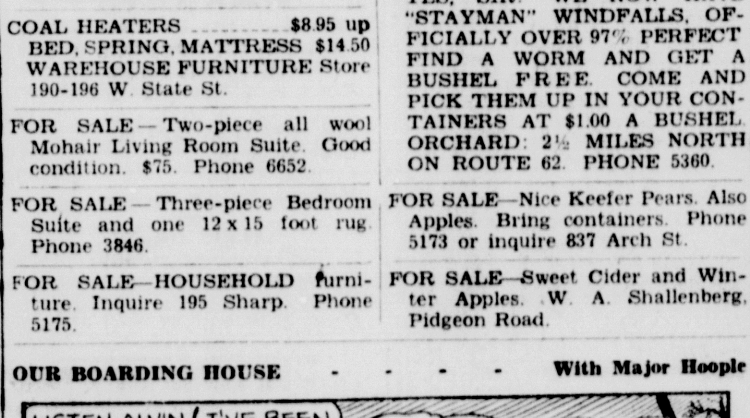 COAL HEATERS $8.95 up
BED, SPRING, MATTRESS $14.50
WAREHOUSE FURNITURE Store
190-196 W. State St.
FOR SALE — Two-piece all wool
Mohair Living Room Suite. Good
condition. $75. Phone 6652.
FOR SALE — Three-piece Bedroom
Suite and one 12 x 15 foot rug.
Phone 3846.
FOR SALE—HOUSEHOLD furni-
ture. Inquire 195 Sharp. Phone
5175.
"STAYMAN" WINDFALLS, OF-
FICIALLY OVER 97% PERFECT
FIND A WORM AND GET A
BUSHEL FREE. COME AND
PICK THEM UP IN YOUR CON-
TAINERS AT $1.00 A BUSHEL.
ORCHARD: 2½ MILES NORTH
ON ROUTE 62. PHONE 5360.
FOR SALE—Nice Keefer Pears. Also
Apples. Bring containers. Phone
5173 or inquire 837 Arch St.
FOR SALE—Sweet Cider and Win-
ter Apples. W. A. Shallenberg,
Pidgeon Road.
OUR BOARDING HOUSE - - - - With Major Hoople
LISTEN, ALVIN / I'VE BEEN